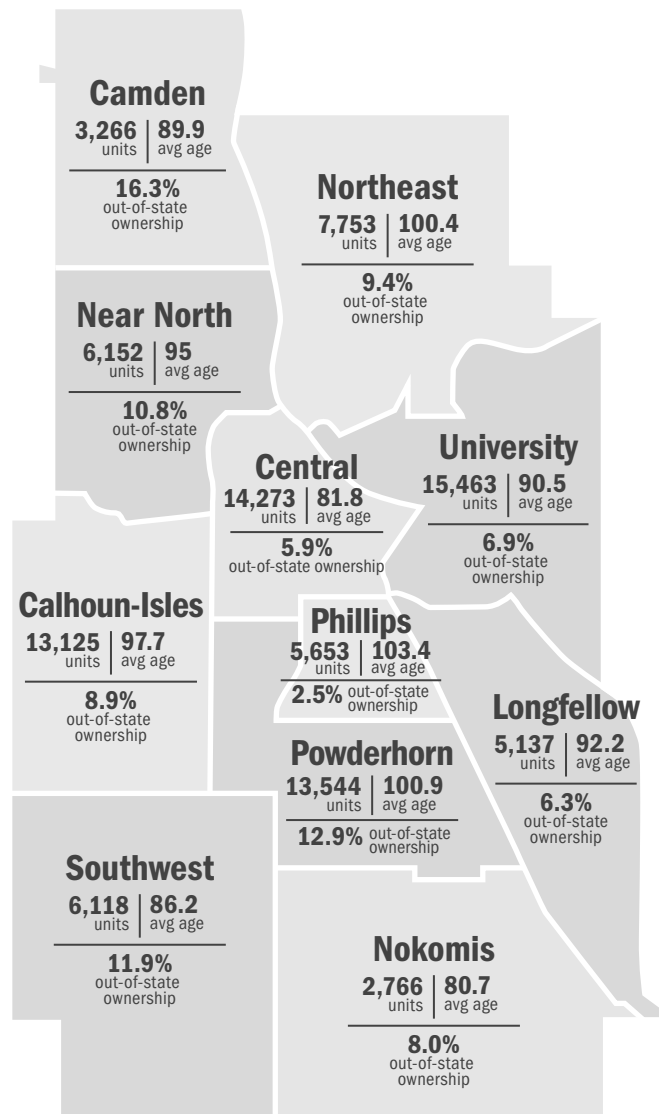 Camden
3,266 89.9
units avg age
16.3%
out-of-state
ownership
Northeast
7,753 100.4
units avg age
9.4%
out-of-state
ownership
Near North
6,152 95
units avg age
10.8%
out-of-state
ownership
Central
14,273 81.8
units avg age
5.9%
out-of-state ownership
University
15,463 90.5
units avg age
6.9%
out-of-state
ownership
Calhoun-Isles
13,125 97.7
units avg age
8.9%
out-of-state
ownership
Phillips
5,653 103.4
units avg age
2.5% out-of-state
ownership
Longfellow
5,137 92.2
units avg age
6.3%
out-of-state
ownership
Powderhorn
13,544 100.9
units avg age
12.9% out-of-state
ownership
Southwest
6,118 86.2
units avg age
11.9%
out-of-state
ownership
Nokomis
2,766 80.7
units avg age
8.0%
out-of-state
ownership